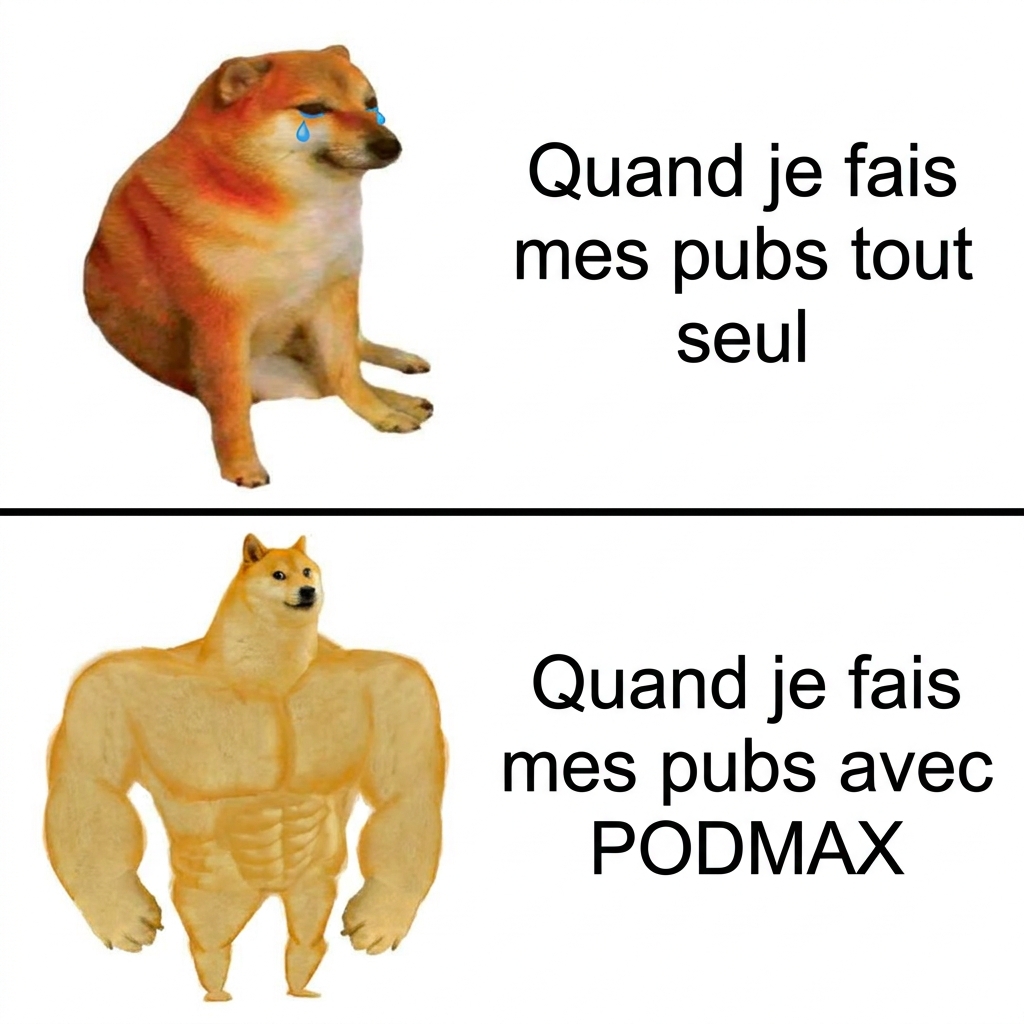 Quand je fais
mes pubs tout
seul
Quand je fais
mes pubs avec
PODMAX